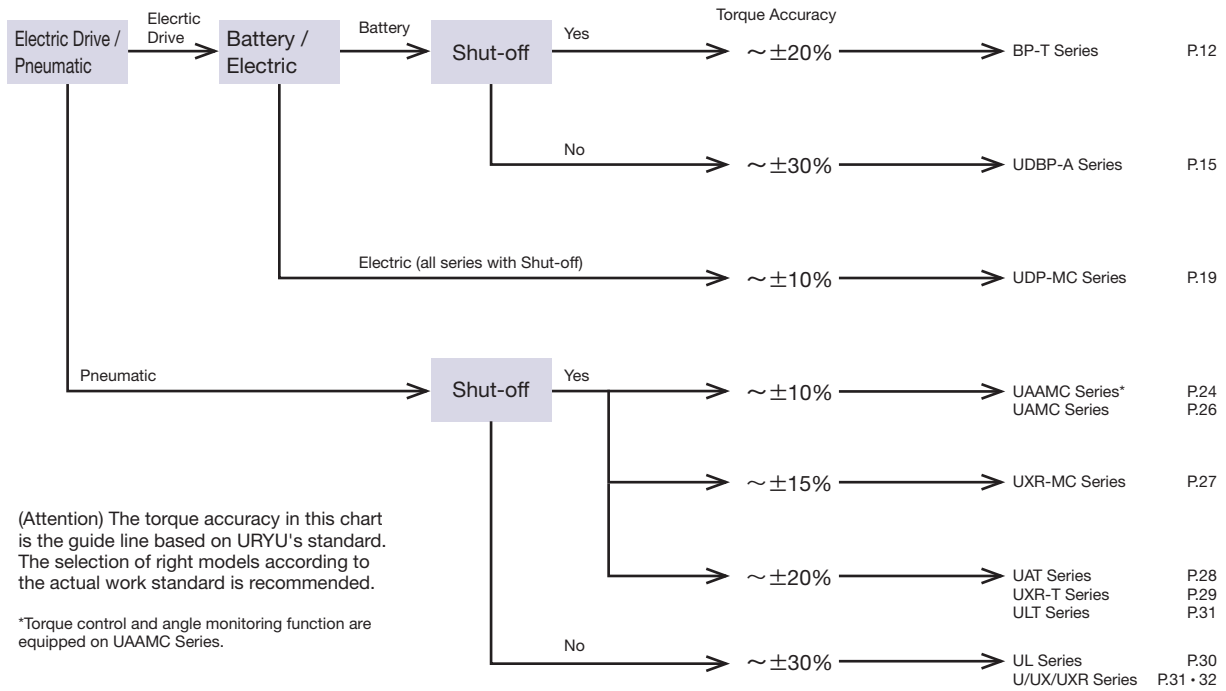 Torque Accuracy
Electric Drive /
Pneumatic
Elecrtic
Drive
Battery /
Electric
Battery
Shut-off
Yes
~±20%
BP-T Series P.12
No
~±30%
UDBP-A Series P.15
Electric (all series with Shut-off)
~±10%
UDP-MC Series P.19
Pneumatic
Shut-off
Yes
~±10%
UAAMC Series* P.24
UAMC Series P.26
~±15%
UXR-MC Series P.27
(Attention) The torque accuracy in this chart
is the guide line based on URYU's standard.
The selection of right models according to
the actual work standard is recommended.
~±20%
UAT Series P.28
UXR-T Series P.29
ULT Series P.31
*Torque control and angle monitoring function are
equipped on UAAMC Series.
No
~±30%
UL Series P.30
U/UX/UXR Series P.31・32